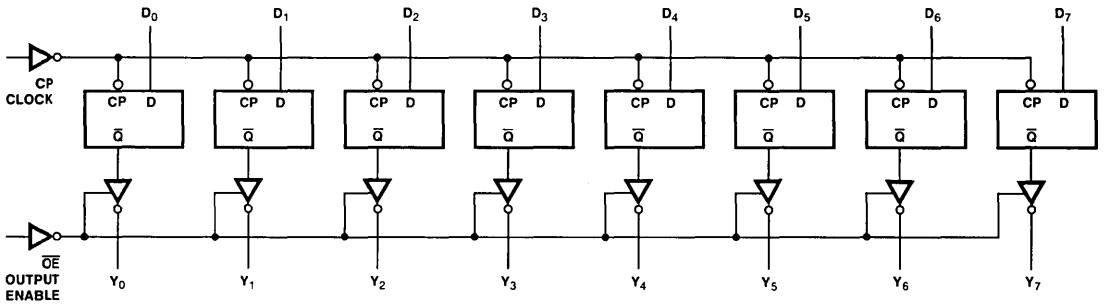 D₀ D₁ D₂ D₃ D₄ D₅ D₆ D₇
CP
CLOCK
CP D CP D CP D CP D CP D CP D CP D CP D
Q̅ Q̅ Q̅ Q̅ Q̅ Q̅ Q̅ Q̅
O̅E̅
OUTPUT
ENABLE
Y₀ Y₁ Y₂ Y₃ Y₄ Y₅ Y₆ Y₇